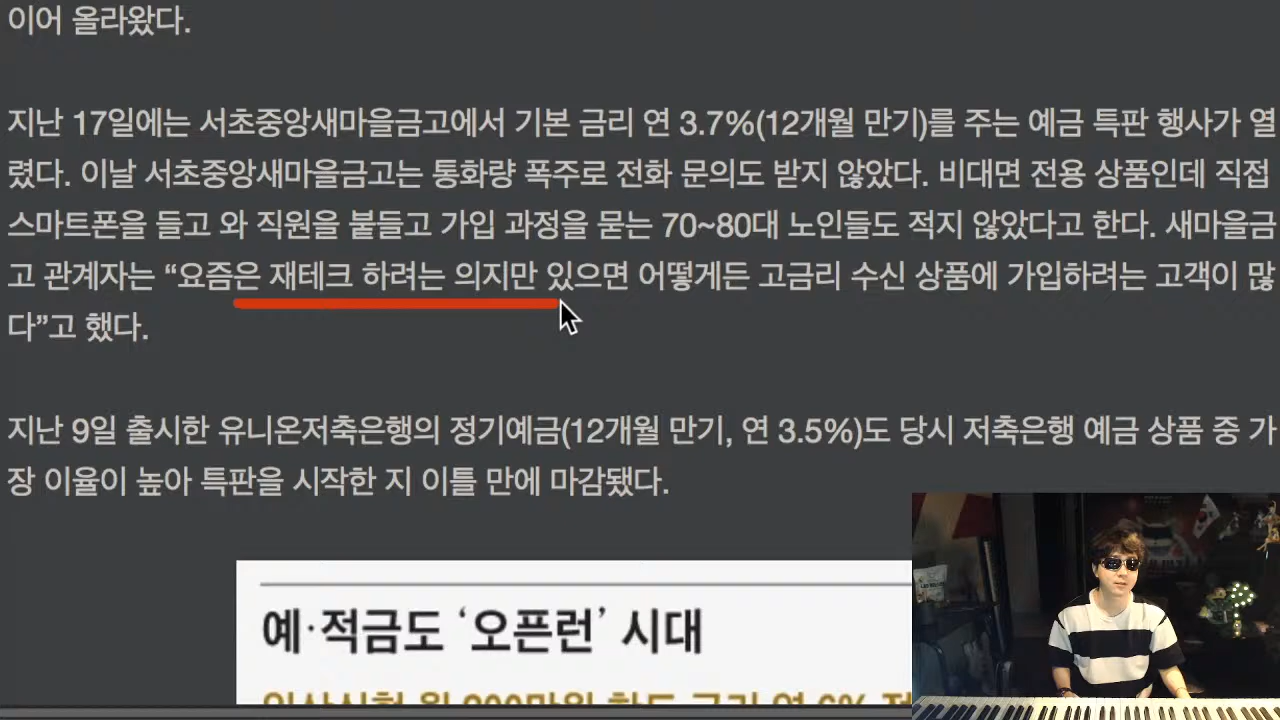 이어 올라왔다.
지난 17일에는 서초중앙새마을금고에서 기본 금리 연 3.7%(12개월 만기)를 주는 예금 특판 행사가 열
렸다. 이날 서초중앙새마을금고는 통화량 폭주로 전화 문의도 받지 않았다. 비대면 전용 상품인데 직접
스마트폰을 들고 와 직원을 붙들고 가입 과정을 묻는 70~80대 노인들도 적지 않았다고 한다. 새마을금
고 관계자는 “요즘은 재테크 하려는 의지만 있으면 어떻게든 고금리 수신 상품에 가입하려는 고객이 많
다”고 했다.
지난 9일 출시한 유니온저축은행의 정기예금(12개월 만기, 연 3.5%)도 당시 저축은행 예금 상품 중 가
장 이율이 높아 특판을 시작한 지 이틀 만에 마감됐다.
예·적금도 ‘오픈런’ 시대